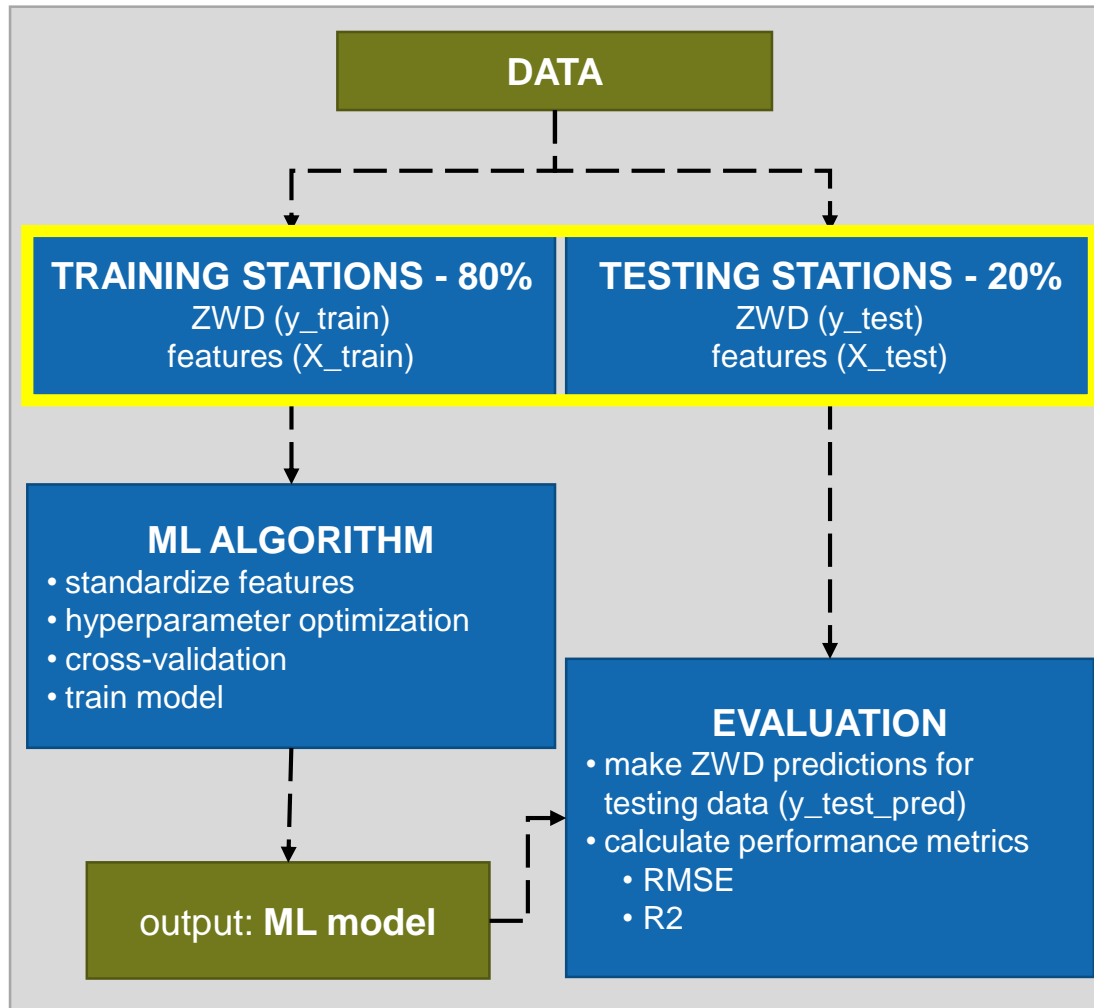 DATA
TRAINING STATIONS - 80%
ZWD (y_train)
features (X_train)
TESTING STATIONS - 20%
ZWD (y_test)
features (X_test)
ML ALGORITHM
• standardize features
• hyperparameter optimization
• cross-validation
• train model
output: ML model
EVALUATION
• make ZWD predictions for
testing data (y_test_pred)
• calculate performance metrics
• RMSE
• R2